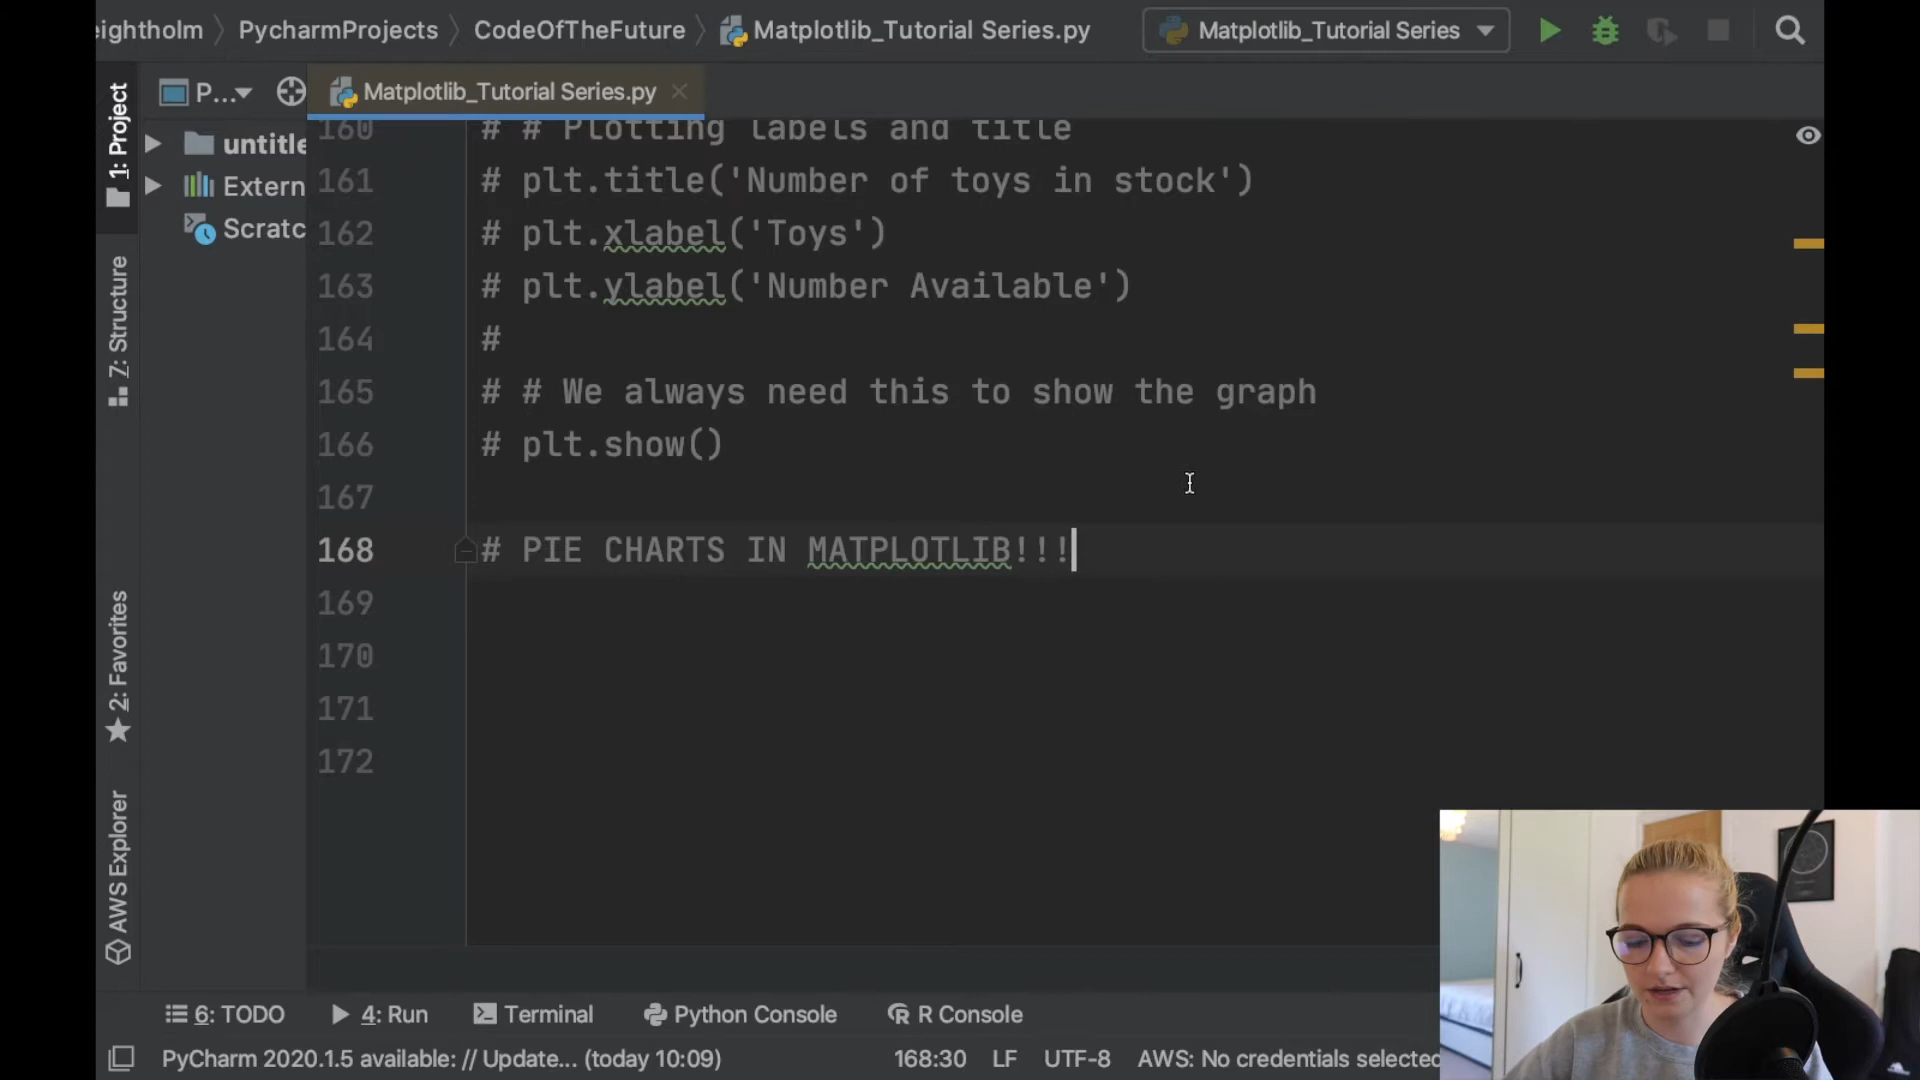 eightholm PycharmProjects CodeOfTheFuture Matplotlib_Tutorial Series.py Matplotlib_Tutorial Series
1: Project
P... Matplotlib_Tutorial Series.py
untitle
Extern
Scratc
Z: Structure
2: Favorites
AWS Explorer
160 # # Plotting labels and title
161 # plt.title('Number of toys in stock')
162 # plt.xlabel('Toys')
163 # plt.ylabel('Number Available')
164 #
165 # # We always need this to show the graph
166 # plt.show()
167
168 # PIE CHARTS IN MATPLOTLIB!!!
169
170
171
172
6: TODO 4: Run Terminal Python Console R Console
PyCharm 2020.1.5 available: // Update... (today 10:09) 168:30 LF UTF-8 AWS: No credentials selected